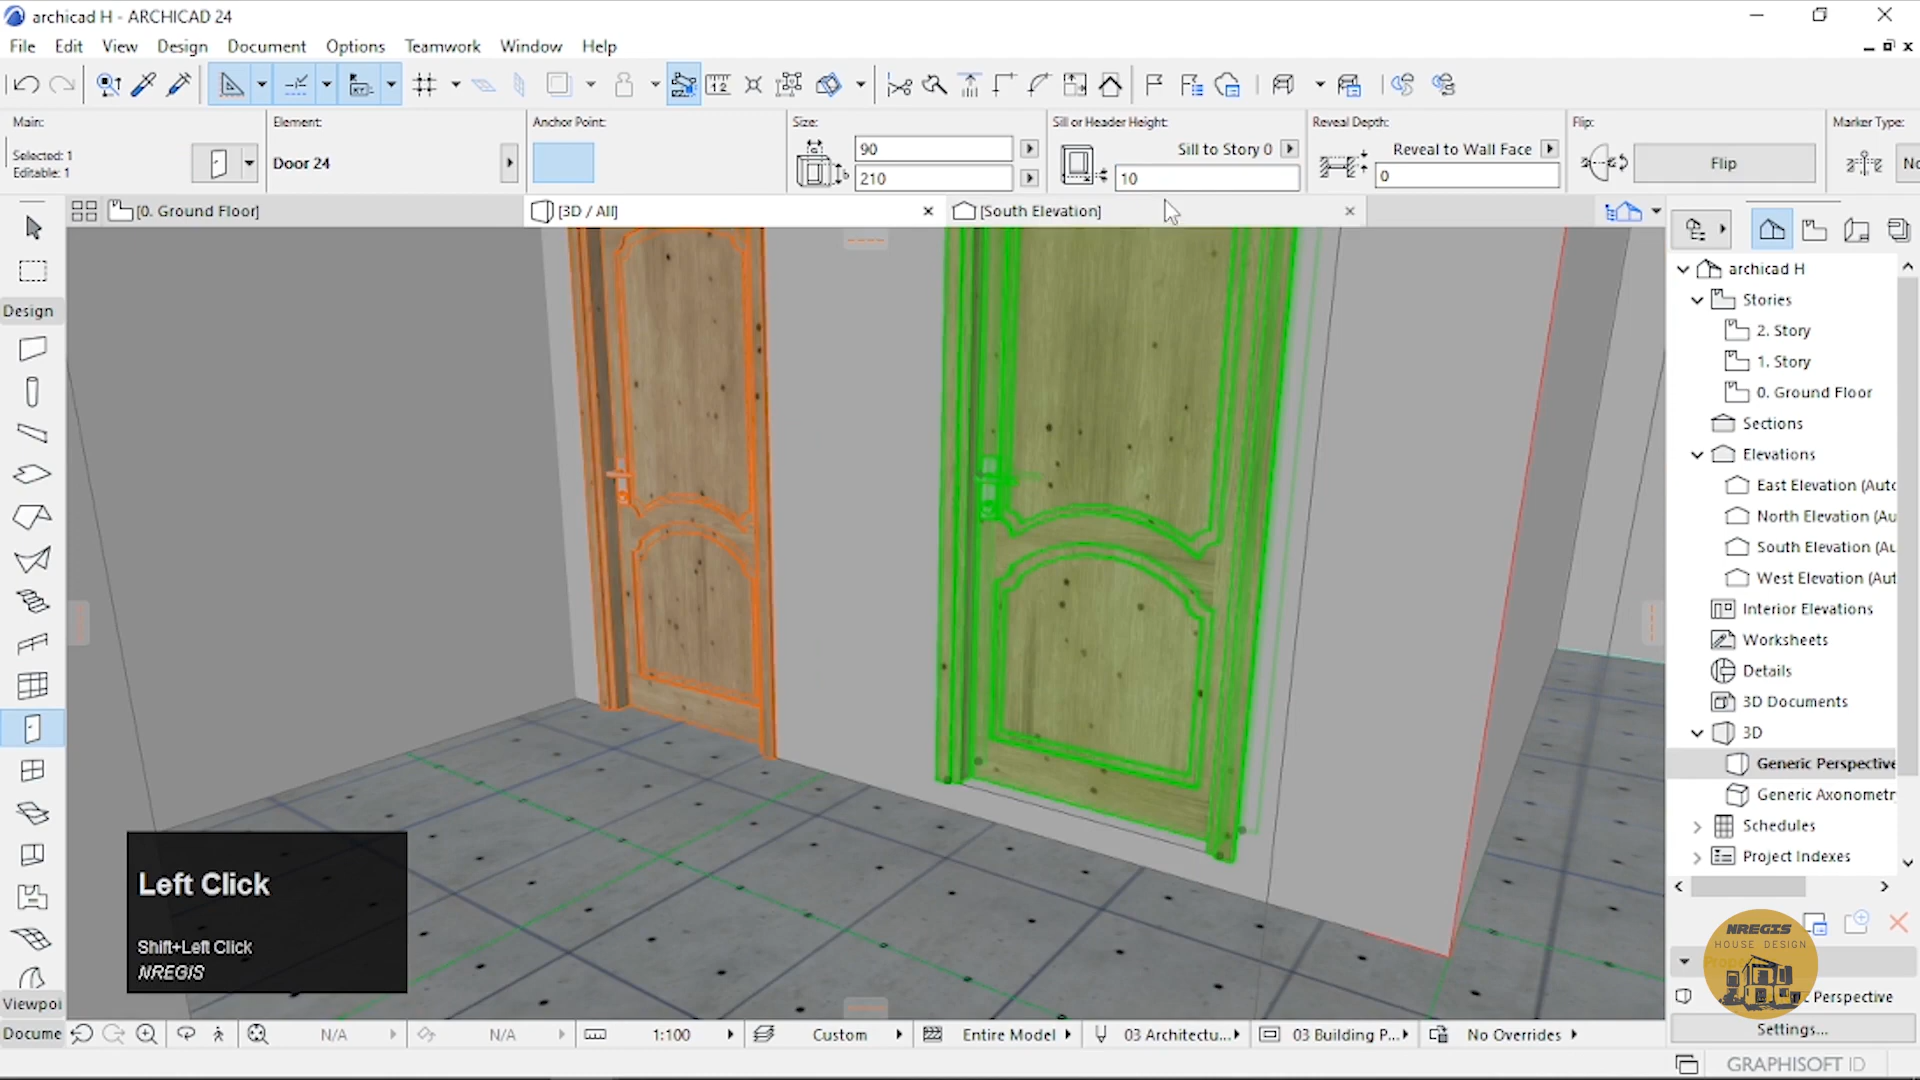 archicad H - ARCHICAD 24
File Edit View Design Document Options Teamwork Window Help
Main: Element: Anchor Point: Size: Sill or Header Height: Reveal Depth: Flip: Marker Type:
Selected: 1
Editable: 1
Door 24
90
210
Sill to Story 0
10
Reveal to Wall Face
0
Flip
No
[0. Ground Floor] [3D / All] [South Elevation]
Design
archicad H
Stories
2. Story
1. Story
0. Ground Floor
Sections
Elevations
East Elevation (Auto
North Elevation (Au
South Elevation (Au
West Elevation (Aut
Interior Elevations
Worksheets
Details
3D Documents
3D
Generic Perspective
Generic Axonometr
Schedules
Project Indexes
Left Click
Shift+Left Click
NREGIS
NREGIS
HOUSE DESIGN
Perspective
Settings...
Viewpoi
Docume
N/A N/A 1:100 Custom Entire Model 03 Architectu... 03 Building P... No Overrides
GRAPHISOFT ID